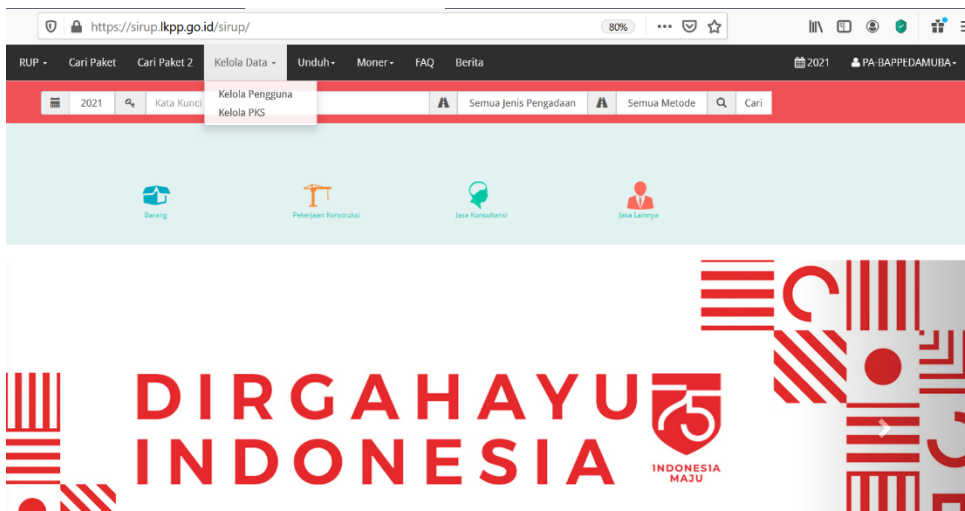 https://sirup.lkpp.go.id/sirup/
80%
RUP Cari Paket Cari Paket 2 Kelola Data Unduh Moner FAQ Berita 2021 PA-BAPPEDAMUBA
2021 Kata Kunci Semua Jenis Pengadaan Semua Metode Cari
Kelola Pengguna
Kelola PKS
Barang Pekerjaan Konstruksi Jasa Konsultansi Jasa Lainnya
DIRGAHAYU 75
INDONESIA INDONESIA
MAJU